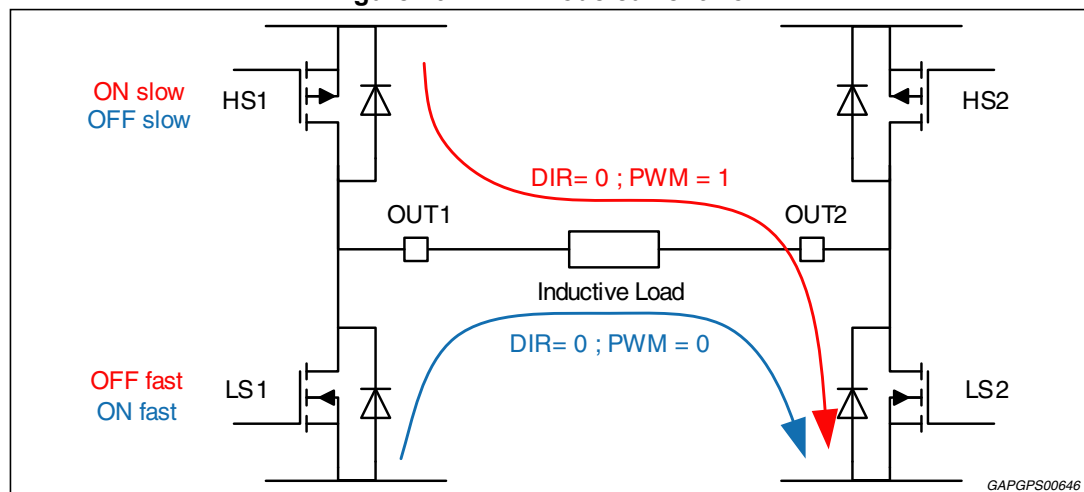 ON slow
OFF slow
HS1
HS2
DIR= 0 ; PWM = 1
OUT1
OUT2
Inductive Load
DIR= 0 ; PWM = 0
OFF fast
ON fast
LS1
LS2
GAPGPS00646